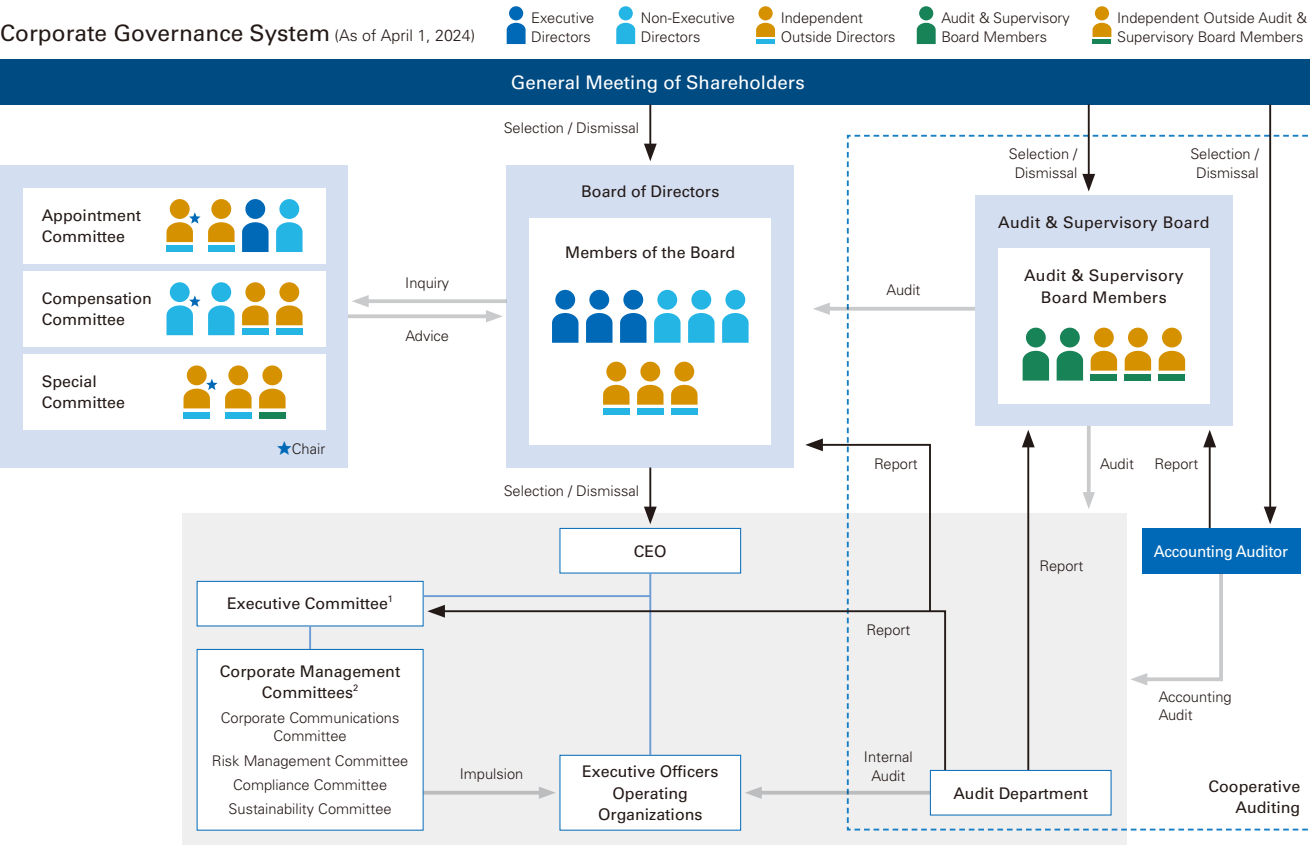 Corporate Governance System (As of April 1, 2024)
Executive
Directors
Non-Executive
Directors
Independent
Outside Directors
Audit & Supervisory
Board Members
Independent Outside Audit &
Supervisory Board Members
General Meeting of Shareholders
Selection / Dismissal
Selection /
Dismissal
Selection /
Dismissal
Appointment
Committee
Compensation
Committee
Special
Committee
★Chair
Inquiry
Advice
Board of Directors
Members of the Board
Audit
Audit & Supervisory Board
Audit & Supervisory
Board Members
Selection / Dismissal
Report
Audit
Report
CEO
Accounting Auditor
Executive Committee¹
Report
Report
Corporate Management
Committees²
Corporate Communications
Committee
Risk Management Committee
Compliance Committee
Sustainability Committee
Impulsion
Executive Officers
Operating
Organizations
Internal
Audit
Audit Department
Accounting
Audit
Cooperative
Auditing